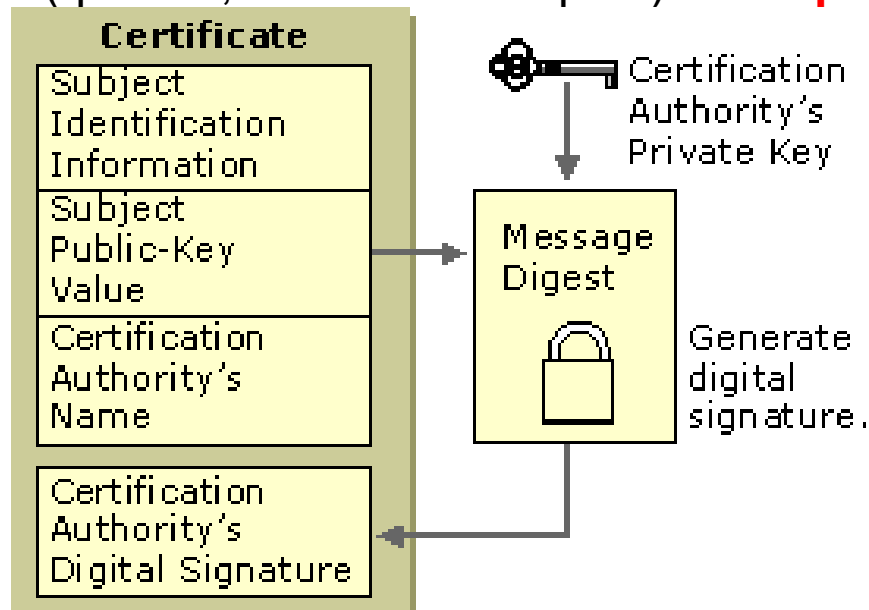 Certificate
Subject
Identification
Information
Subject
Public-Key
Value
Certification
Authority's
Name
Certification
Authority's
Digital Signature
Certification
Authority's
Private Key
Message
Digest
Generate
digital
signature.